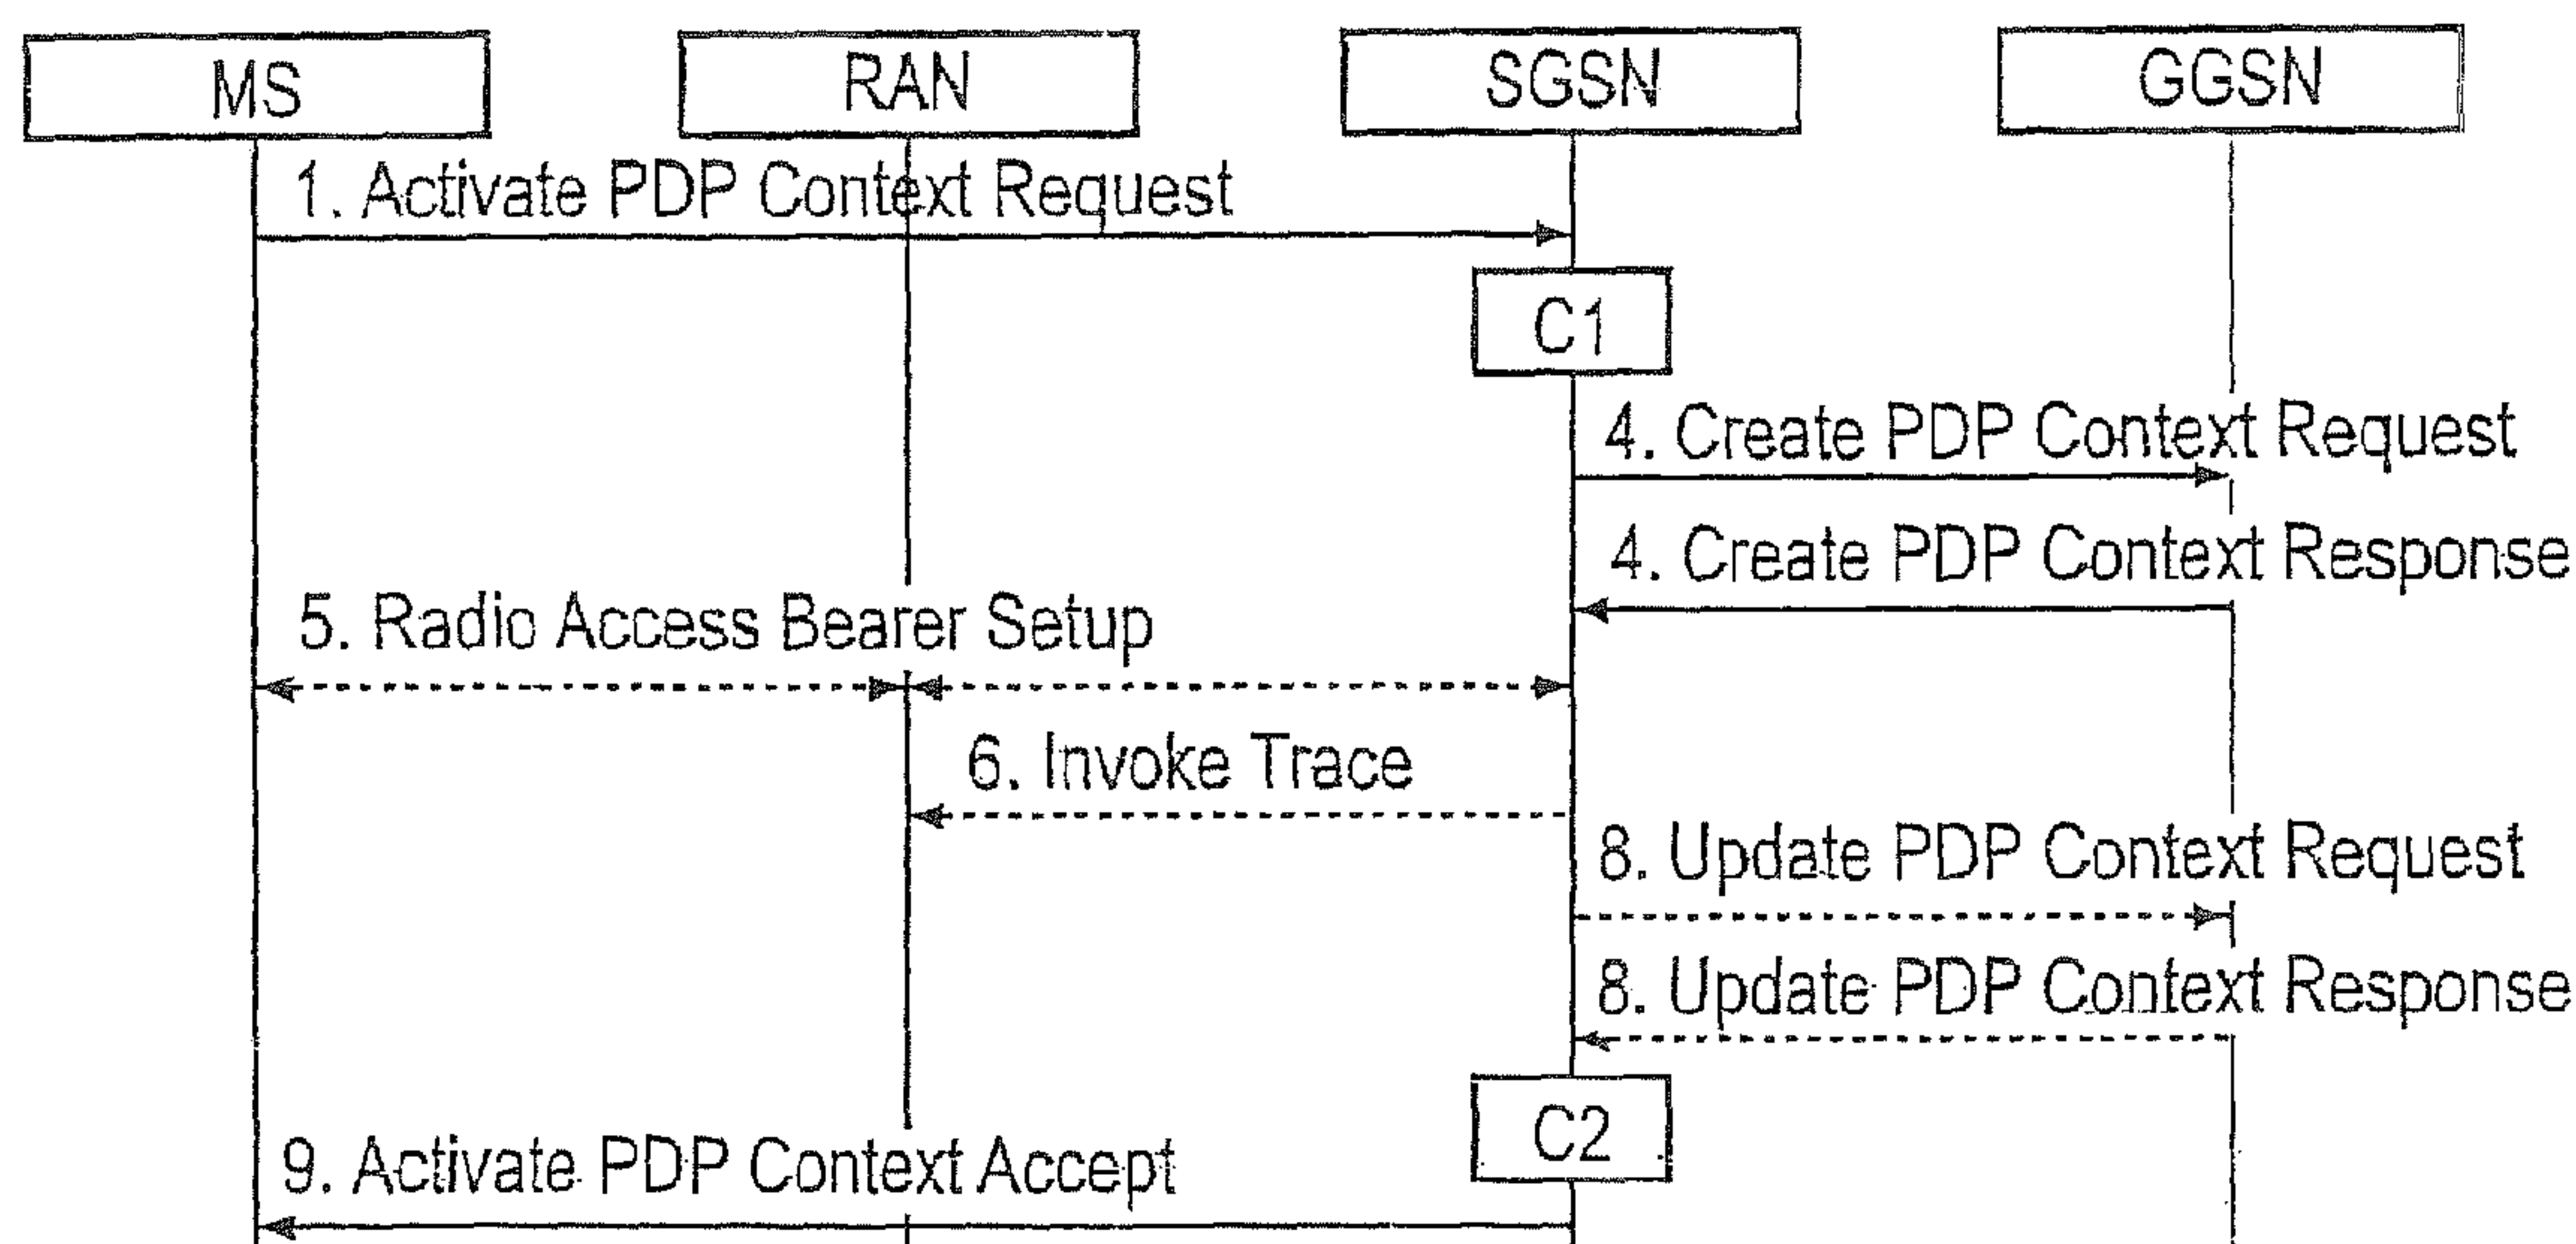 MS
RAN
SGSN
GGSN
1. Activate PDP Context Request
C1
4. Create PDP Context Request
4. Create PDP Context Response
5. Radio Access Bearer Setup
6. Invoke Trace
8. Update PDP Context Request
8. Update PDP Context Response
C2
9. Activate PDP Context Accept